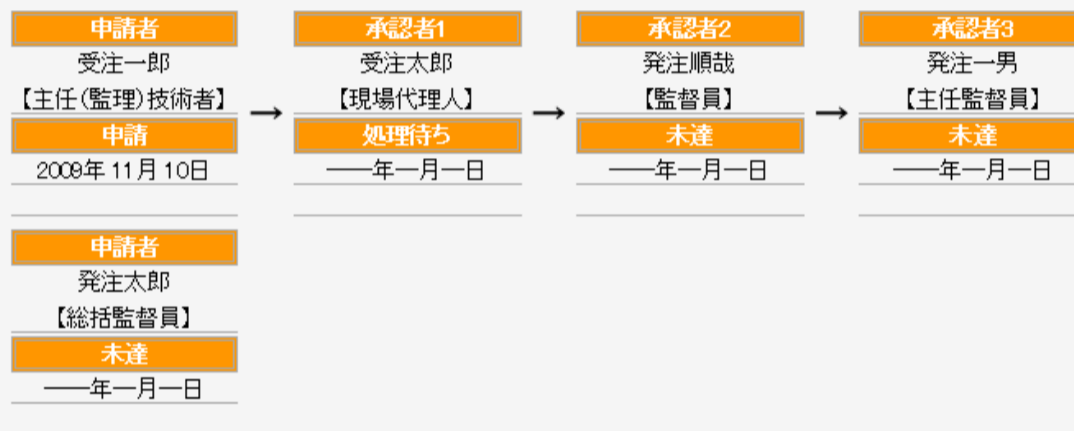 申請者
受注一郎
【主任(監理)技術者】
申請
2009年 11月 10日
→
承認者1
受注太郎
【現場代理人】
処理待ち
――年―月―日
→
承認者2
発注順哉
【監督員】
未達
――年―月―日
→
承認者3
発注一男
【主任監督員】
未達
――年―月―日
申請者
発注太郎
【総括監督員】
未達
――年―月―日